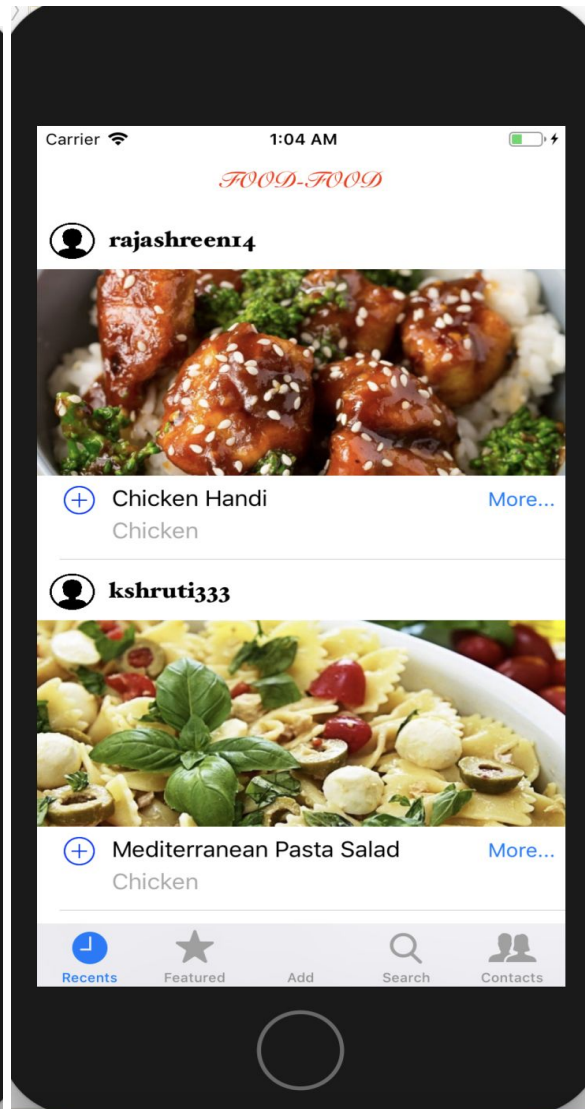 Carrier 1:04 AM
FOOD-FOOD
rajashreen14
Chicken Handi More...
Chicken
kshruti333
Mediterranean Pasta Salad More...
Chicken
Recents Featured Add Search Contacts